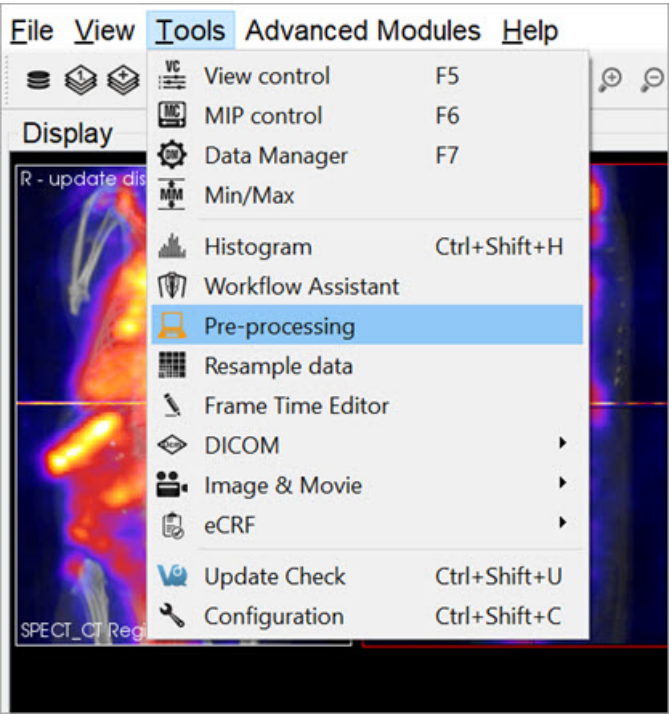 File View Tools Advanced Modules Help
View control F5
MIP control F6
Display
Data Manager F7
R - update dis
Min/Max
Histogram Ctrl+Shift+H
Workflow Assistant
Pre-processing
Resample data
Frame Time Editor
DICOM
Image & Movie
eCRF
Update Check Ctrl+Shift+U
Configuration Ctrl+Shift+C
SPECT_CT Reg